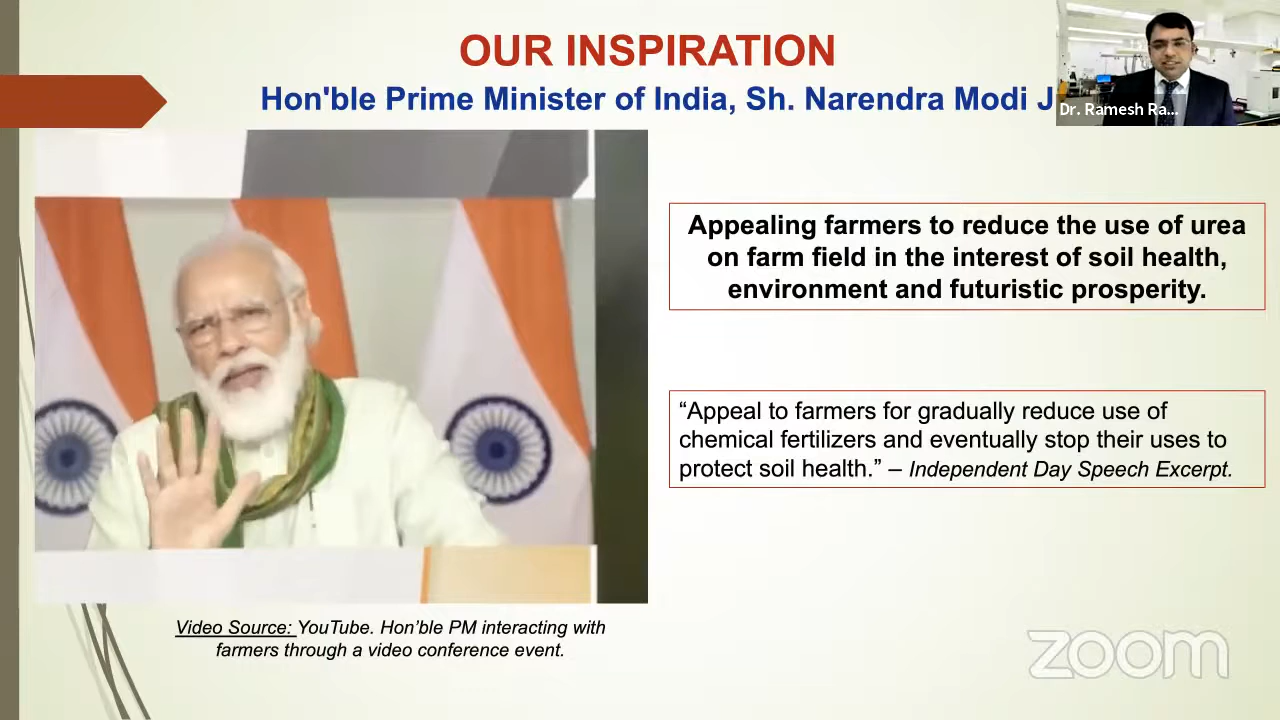 OUR INSPIRATION
Hon'ble Prime Minister of India, Sh. Narendra Modi J
Dr. Ramesh Ra...
Appealing farmers to reduce the use of urea
on farm field in the interest of soil health,
environment and futuristic prosperity.
“Appeal to farmers for gradually reduce use of
chemical fertilizers and eventually stop their uses to
protect soil health.” – Independent Day Speech Excerpt.
Video Source: YouTube. Hon’ble PM interacting with
farmers through a video conference event.
zoom